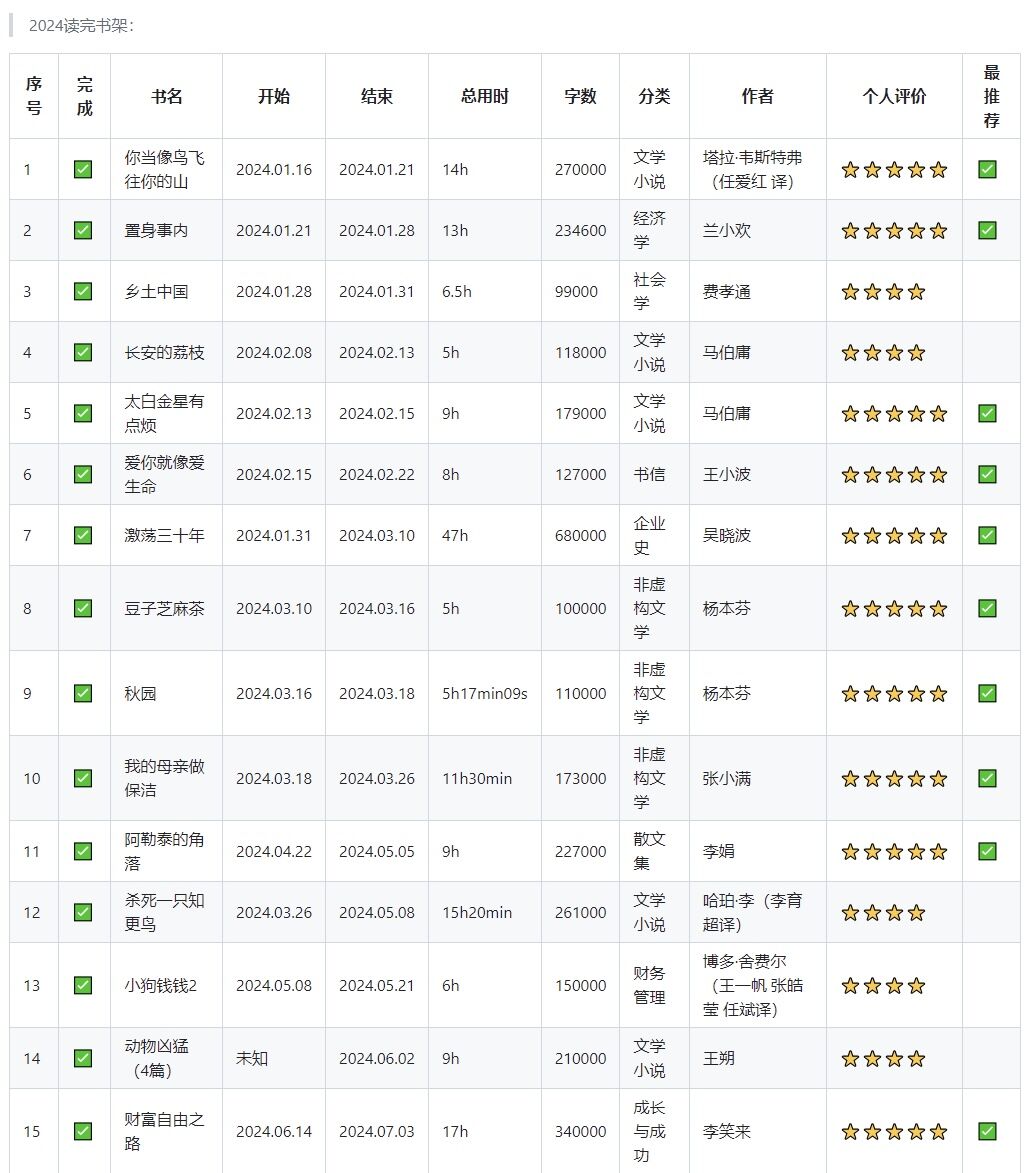 2024读完书架:
序号 完成 书名 开始 结束 总用时 字数 分类 作者 个人评价 最推荐
1 ✅ 你当像鸟飞往你的山 2024.01.16 2024.01.21 14h 270000 文学小说 塔拉·韦斯特弗（任爱红 译） ⭐⭐⭐⭐⭐ ✅
2 ✅ 置身事内 2024.01.21 2024.01.28 13h 234600 经济学 兰小欢 ⭐⭐⭐⭐⭐ ✅
3 ✅ 乡土中国 2024.01.28 2024.01.31 6.5h 99000 社会学 费孝通 ⭐⭐⭐⭐
4 ✅ 长安的荔枝 2024.02.08 2024.02.13 5h 118000 文学小说 马伯庸 ⭐⭐⭐⭐
5 ✅ 太白金星有点烦 2024.02.13 2024.02.15 9h 179000 文学小说 马伯庸 ⭐⭐⭐⭐⭐ ✅
6 ✅ 爱你就像爱生命 2024.02.15 2024.02.22 8h 127000 书信 王小波 ⭐⭐⭐⭐⭐ ✅
7 ✅ 激荡三十年 2024.01.31 2024.03.10 47h 680000 企业史 吴晓波 ⭐⭐⭐⭐⭐ ✅
8 ✅ 豆子芝麻茶 2024.03.10 2024.03.16 5h 100000 非虚构文学 杨本芬 ⭐⭐⭐⭐⭐ ✅
9 ✅ 秋园 2024.03.16 2024.03.18 5h17min09s 110000 非虚构文学 杨本芬 ⭐⭐⭐⭐⭐ ✅
10 ✅ 我的母亲做保洁 2024.03.18 2024.03.26 11h30min 173000 非虚构文学 张小满 ⭐⭐⭐⭐⭐ ✅
11 ✅ 阿勒泰的角落 2024.04.22 2024.05.05 9h 227000 散文集 李娟 ⭐⭐⭐⭐⭐ ✅
12 ✅ 杀死一只知更鸟 2024.03.26 2024.05.08 15h20min 261000 文学小说 哈珀·李（李育超译） ⭐⭐⭐⭐
13 ✅ 小狗钱钱2 2024.05.08 2024.05.21 6h 150000 财务管理 博多·舍费尔（王一帆 张皓莹 任斌译） ⭐⭐⭐⭐
14 ✅ 动物凶猛（4篇） 未知 2024.06.02 9h 210000 文学小说 王朔 ⭐⭐⭐⭐
15 ✅ 财富自由之路 2024.06.14 2024.07.03 17h 340000 成长与成功 李笑来 ⭐⭐⭐⭐⭐ ✅